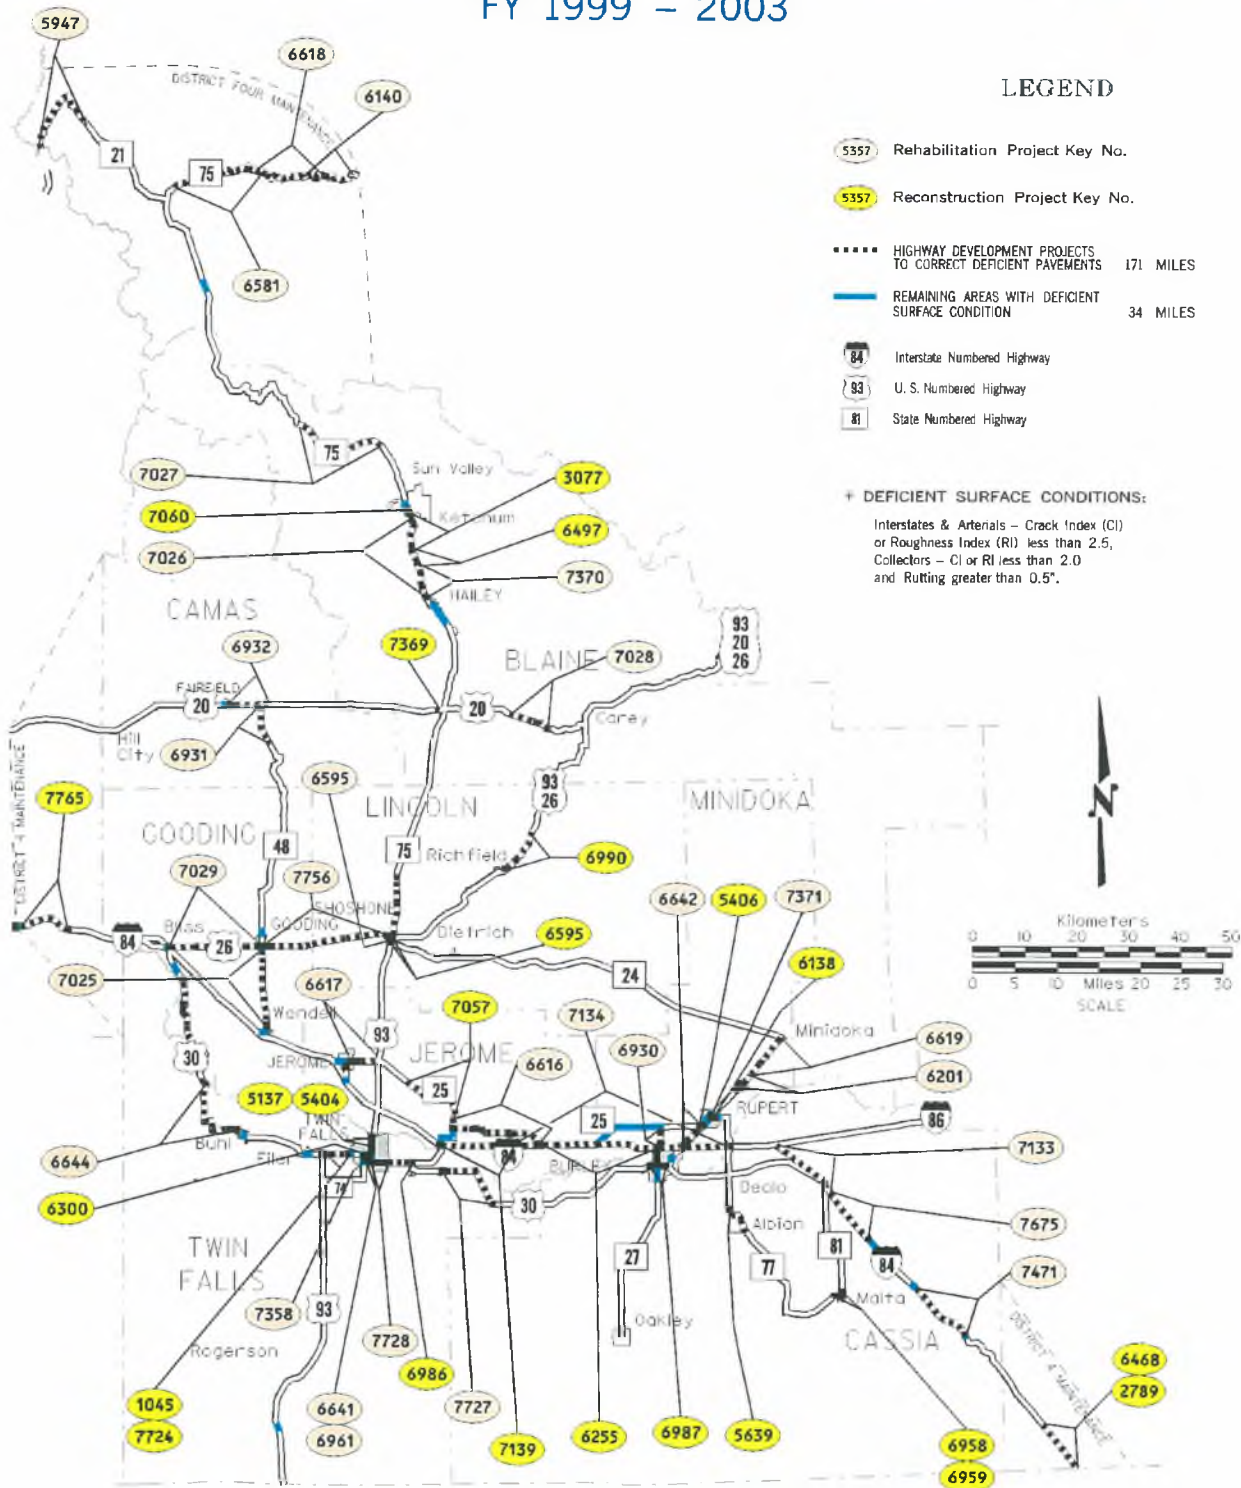 FY 1999 – 2003
5947
6618
DISTRICT FOUR MAINTENANCE
6140
21
75
6581
LEGEND
5357 Rehabilitation Project Key No.
5357 Reconstruction Project Key No.
HIGHWAY DEVELOPMENT PROJECTS
TO CORRECT DEFICIENT PAVEMENTS 171 MILES
REMAINING AREAS WITH DEFICIENT
SURFACE CONDITION 34 MILES
84 Interstate Numbered Highway
93 U. S. Numbered Highway
81 State Numbered Highway
+ DEFICIENT SURFACE CONDITIONS:
Interstates & Arterials – Crack Index (CI)
or Roughness Index (RI) less than 2.5,
Collectors – CI or RI less than 2.0
and Rutting greater than 0.5".
75
Sun Valley
7027
3077
7060
Ketchum
6497
7026
7370
HAILEY
CAMAS
93
20
26
6932
7369
BLAINE
7028
FAIRFIELD
20
20
Carey
Hill
City
6931
DISTRICT 4 MAINTENANCE
6595
93
26
7765
LINCOLN
MINIDOKA
GOODING
48
75
Richfield
6990
7029
7756
SHOSHONE
6642
5406
7371
N
Kilometers
0 10 20 30 40 50
0 5 10 Miles 20 25 30
SCALE
84
Bliss
26
GOODING
Dietrich
6595
6138
7025
6617
24
Wendell
7057
7134
Minidoka
93
JEROME
6930
6619
30
JEROME
6616
6201
25
5137
5404
25
RUPERT
86
TWIN
FALLS
Buhl
Filer
84
BURLEY
7133
6644
74
Declo
6300
30
Albion
7675
TWIN
FALLS
27
81
84
77
7471
7358
93
Oakley
Malta
7728
CASSIA
DISTRICT 4 MAINTENANCE
Rogerson
6986
6468
2789
1045
7724
6641
6961
7727
7139
6255
6987
5639
6958
6959